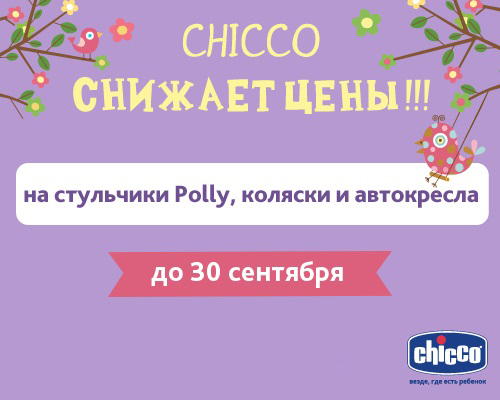 CHICCO
СНИЖАЕТ ЦЕНЫ!!!
на стульчики Polly, коляски и автокресла
до 30 сентября
chicco
везде, где есть ребенок